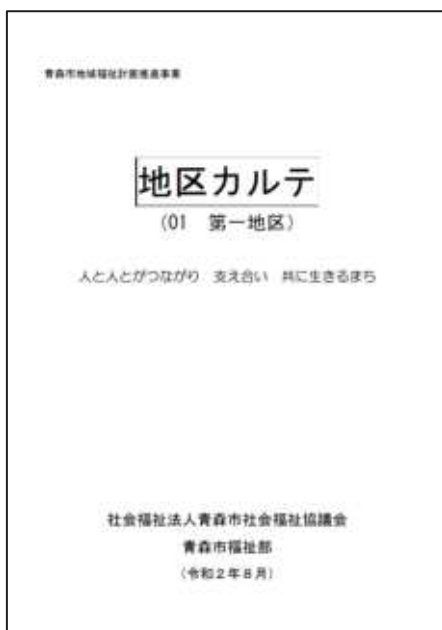 青森市地域福祉計画推進事業
地区カルテ
(01 第一地区)
人と人とがつながり 支え合い 共に生きるまち
社会福祉法人青森市社会福祉協議会
青森市福祉部
(令和2年8月)